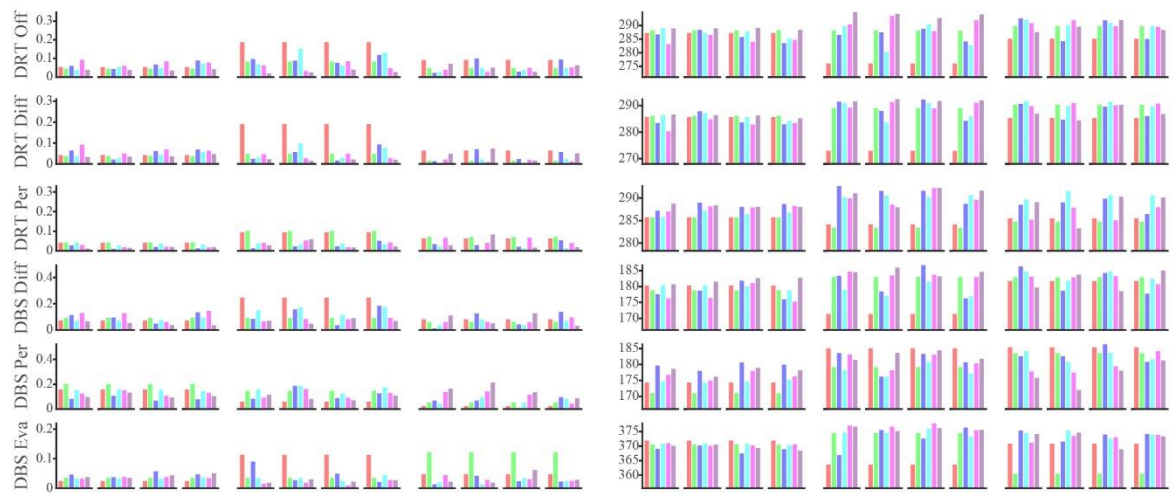 DRT Off 0.3 0.2 0.1 0 290 285 280 275
DRT Diff 0.3 0.2 0.1 0 290 280 270
DRT Per 0.3 0.2 0.1 0 290 285 280
DBS Diff 0.4 0.2 0 185 180 175 170
DBS Per 0.4 0.2 0 185 180 175 170
DBS Eva 0.2 0.1 0 375 370 365 360